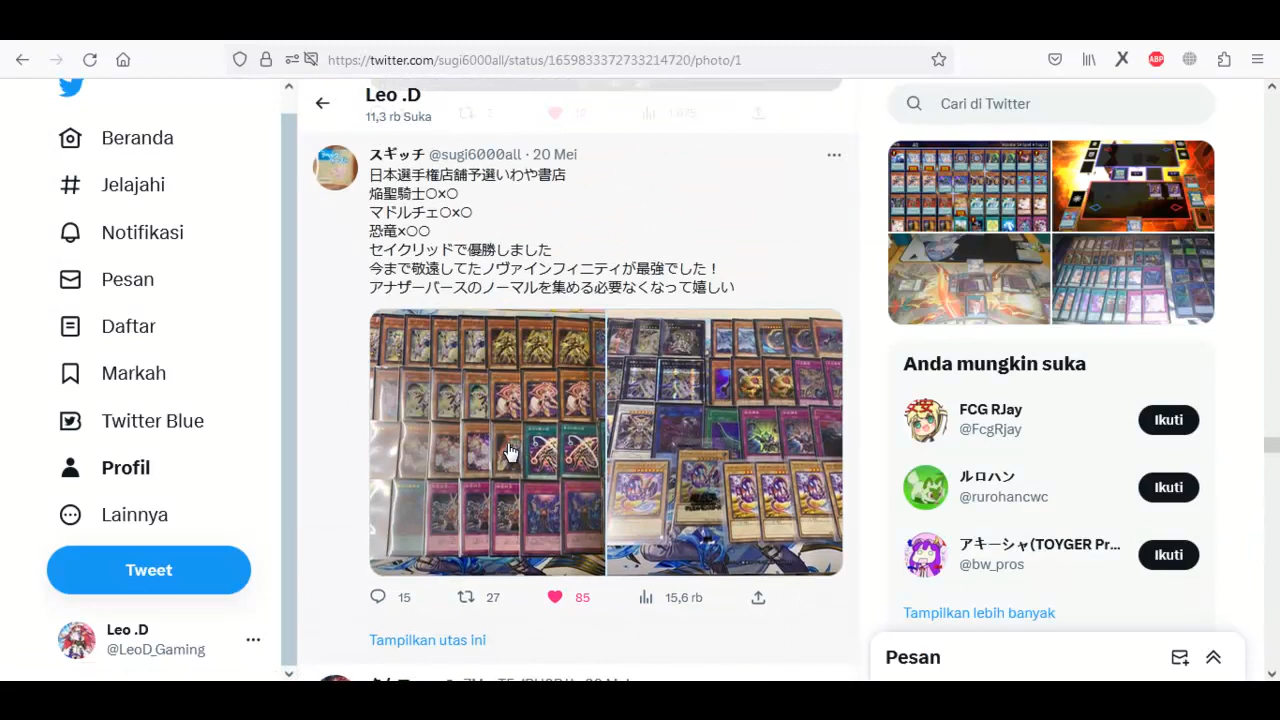 https://twitter.com/sugi6000all/status/1659833372733214720/photo/1
Beranda
Jelajahi
Notifikasi
Pesan
Daftar
Markah
Twitter Blue
Profil
Lainnya
Tweet
Leo .D
@LeoD_Gaming
Leo .D
11,3 rb Suka
スギッチ @sugi6000all · 20 Mei
日本選手権店舗予選いわや書店
焔聖騎士○×○
マドルチェ○×○
恐竜×○○
セイクリッドで優勝しました
今まで敬遠してたノヴァインフィニティが最強でした！
アナザーバースのノーマルを集める必要なくなって嬉しい
15
27
85
15,6 rb
Tampilkan utas ini
Cari di Twitter
Anda mungkin suka
FCG RJay
@FcgRjay
Ikuti
ルロハン
@rurohancwc
Ikuti
アキーシャ(TOYGER Pr...
@bw_pros
Ikuti
Tampilkan lebih banyak
Pesan
ABP